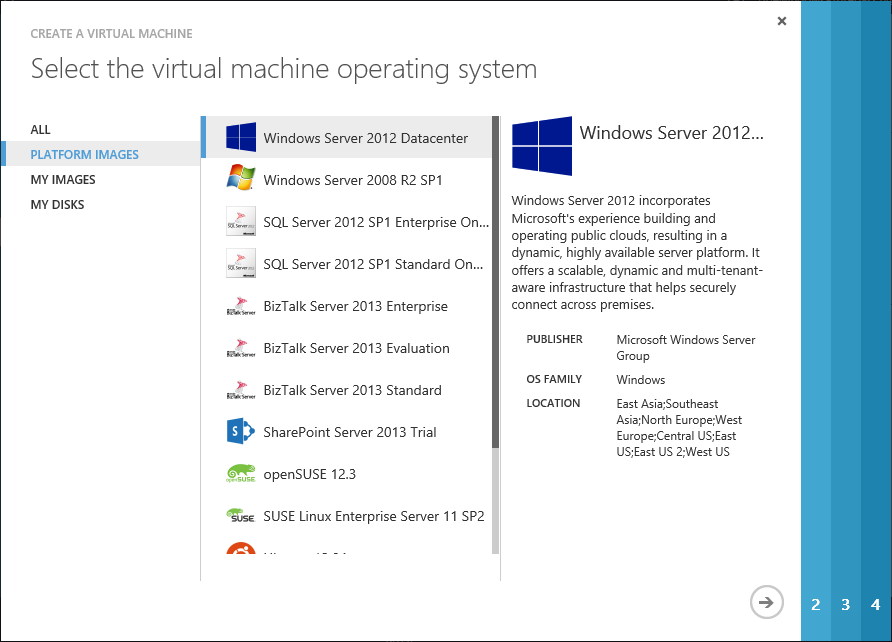 CREATE A VIRTUAL MACHINE
Select the virtual machine operating system
ALL
PLATFORM IMAGES
MY IMAGES
MY DISKS
Windows Server 2012 Datacenter
Windows Server 2008 R2 SP1
SQL Server 2012 SP1 Enterprise On...
SQL Server 2012 SP1 Standard On...
BizTalk Server 2013 Enterprise
BizTalk Server 2013 Evaluation
BizTalk Server 2013 Standard
SharePoint Server 2013 Trial
openSUSE 12.3
SUSE Linux Enterprise Server 11 SP2
Windows Server 2012...
Windows Server 2012 incorporates
Microsoft's experience building and
operating public clouds, resulting in a
dynamic, highly available server platform. It
offers a scalable, dynamic and multi-tenant-
aware infrastructure that helps securely
connect across premises.
PUBLISHER Microsoft Windows Server
Group
OS FAMILY Windows
LOCATION East Asia;Southeast
Asia;North Europe;West
Europe;Central US;East
US;East US 2;West US
2 3 4